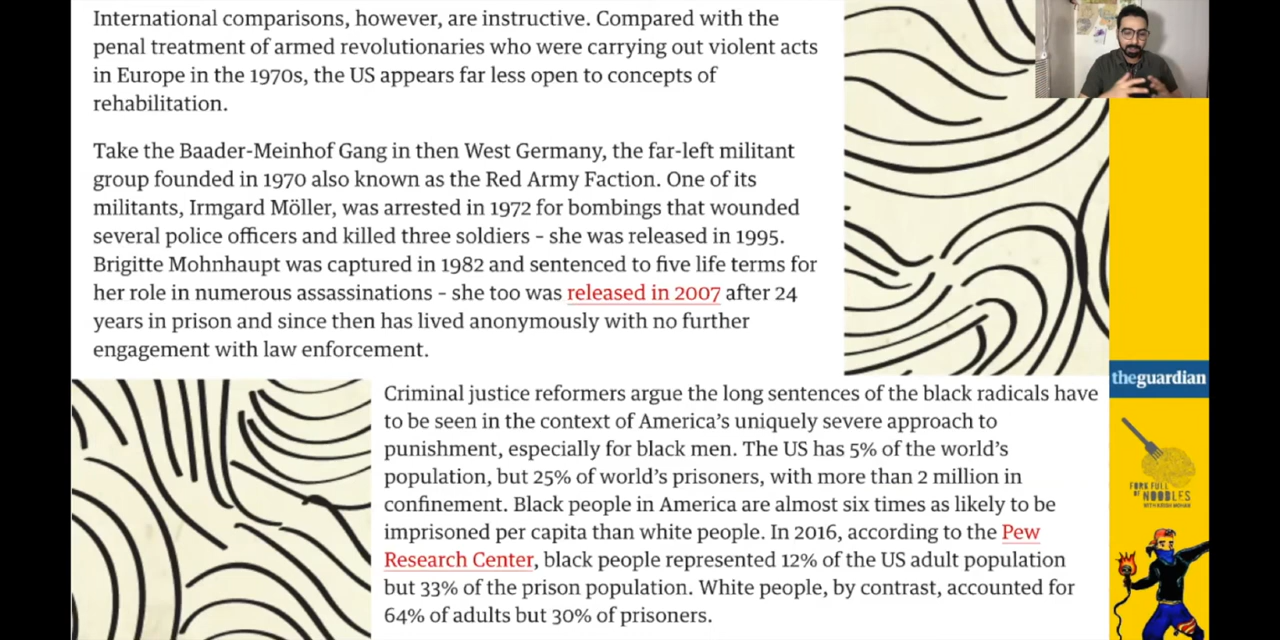 International comparisons, however, are instructive. Compared with the
penal treatment of armed revolutionaries who were carrying out violent acts
in Europe in the 1970s, the US appears far less open to concepts of
rehabilitation.
Take the Baader-Meinhof Gang in then West Germany, the far-left militant
group founded in 1970 also known as the Red Army Faction. One of its
militants, Irmgard Möller, was arrested in 1972 for bombings that wounded
several police officers and killed three soldiers – she was released in 1995.
Brigitte Mohnhaupt was captured in 1982 and sentenced to five life terms for
her role in numerous assassinations – she too was released in 2007 after 24
years in prison and since then has lived anonymously with no further
engagement with law enforcement.
Criminal justice reformers argue the long sentences of the black radicals have
to be seen in the context of America’s uniquely severe approach to
punishment, especially for black men. The US has 5% of the world’s
population, but 25% of world’s prisoners, with more than 2 million in
confinement. Black people in America are almost six times as likely to be
imprisoned per capita than white people. In 2016, according to the Pew
Research Center, black people represented 12% of the US adult population
but 33% of the prison population. White people, by contrast, accounted for
64% of adults but 30% of prisoners.
theguardian
FORK FULL
OF NOODLES
WITH KRISH MOHAN